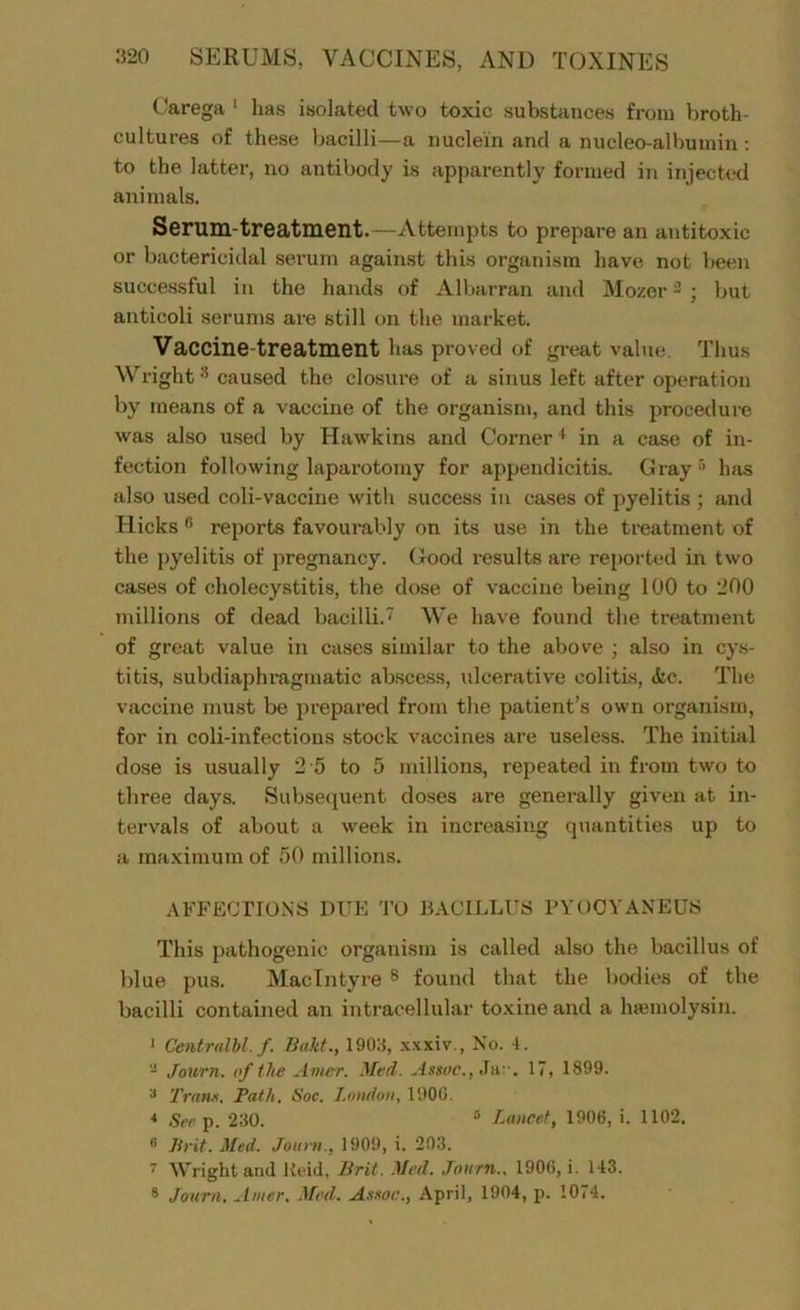 320 SERUMS, VACCINES, AND TOXINES
Carega ¹ has isolated two toxic substances from broth-
cultures of these bacilli—a nuclein and a nucleo-albumin :
to the latter, no antibody is apparently formed in injected
animals.
Serum-treatment.—Attempts to prepare an antitoxic
or bactericidal serum against this organism have not been
successful in the hands of Albarran and Mozer ² ; but
anticoli serums are still on the market.
Vaccine-treatment has proved of great value. Thus
Wright ³ caused the closure of a sinus left after operation
by means of a vaccine of the organism, and this procedure
was also used by Hawkins and Corner ⁴ in a case of in-
fection following laparotomy for appendicitis. Gray ⁵ has
also used coli-vaccine with success in cases of pyelitis ; and
Hicks ⁶ reports favourably on its use in the treatment of
the pyelitis of pregnancy. Good results are reported in two
cases of cholecystitis, the dose of vaccine being 100 to 200
millions of dead bacilli.⁷ We have found the treatment
of great value in cases similar to the above ; also in cys-
titis, subdiaphragmatic abscess, ulcerative colitis, &c. The
vaccine must be prepared from the patient's own organism,
for in coli-infections stock vaccines are useless. The initial
dose is usually 2·5 to 5 millions, repeated in from two to
three days. Subsequent doses are generally given at in-
tervals of about a week in increasing quantities up to
a maximum of 50 millions.
AFFECTIONS DUE TO BACILLUS PYOCYANEUS
This pathogenic organism is called also the bacillus of
blue pus. MacIntyre ⁸ found that the bodies of the
bacilli contained an intracellular toxine and a hæmolysin.
¹ Centralbl. f. Bakt., 1903, xxxiv., No. 4.
² Journ. of the Amer. Med. Assoc., Jan. 17, 1899.
³ Trans. Path. Soc. London, 1906.
⁴ See p. 230. ⁵ Lancet, 1906, i. 1102.
⁶ Brit. Med. Journ., 1909, i. 203.
⁷ Wright and Reid, Brit. Med. Journ., 1906, i. 143.
⁸ Journ. Amer. Med. Assoc., April, 1904, p. 1074.